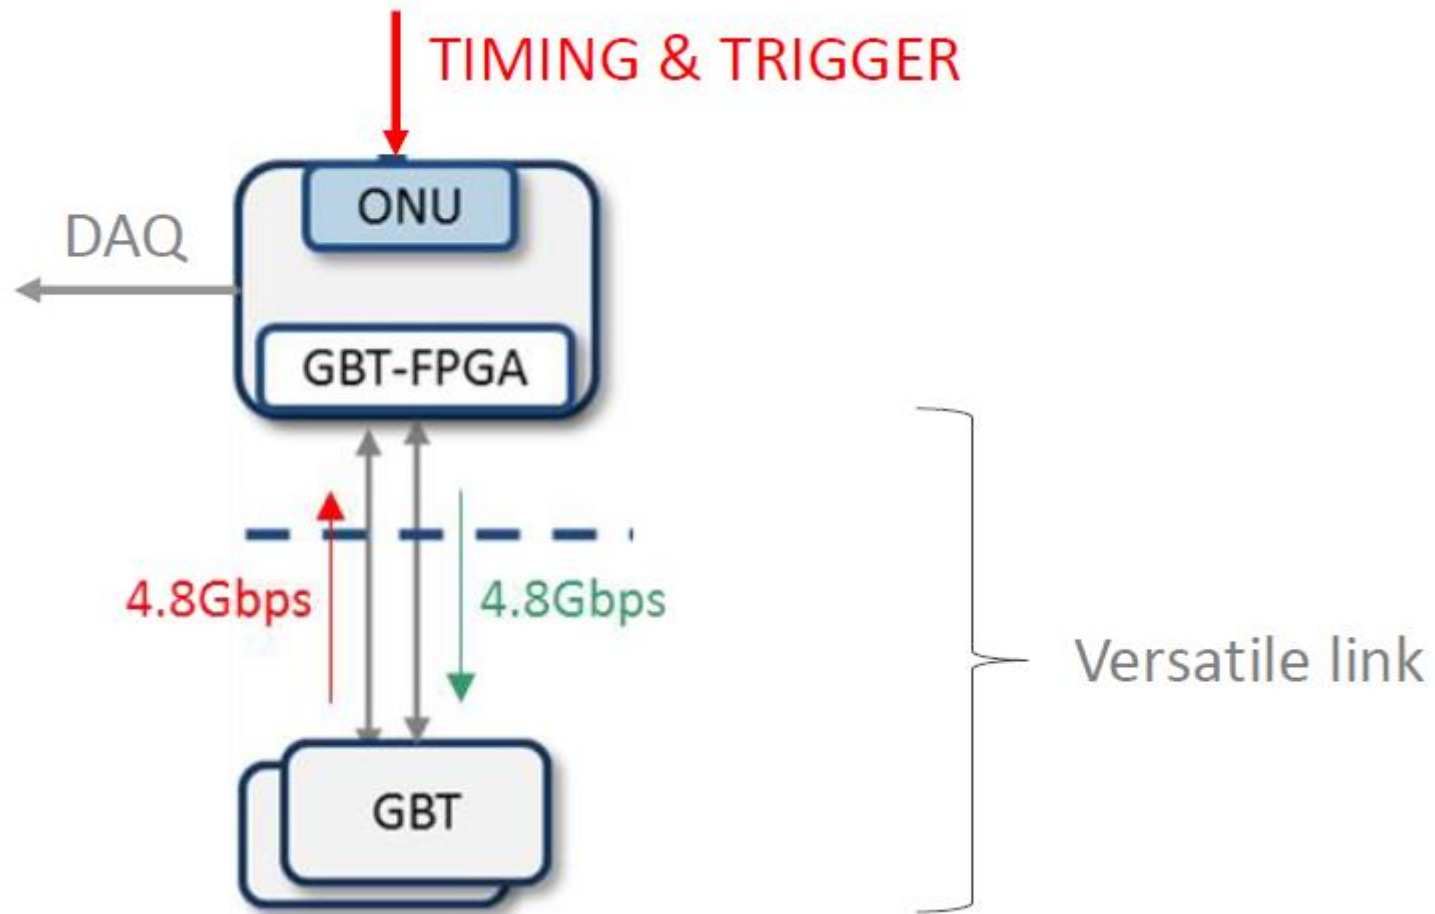 TIMING & TRIGGER
ONU
DAQ
GBT-FPGA
4.8Gbps
4.8Gbps
Versatile link
GBT